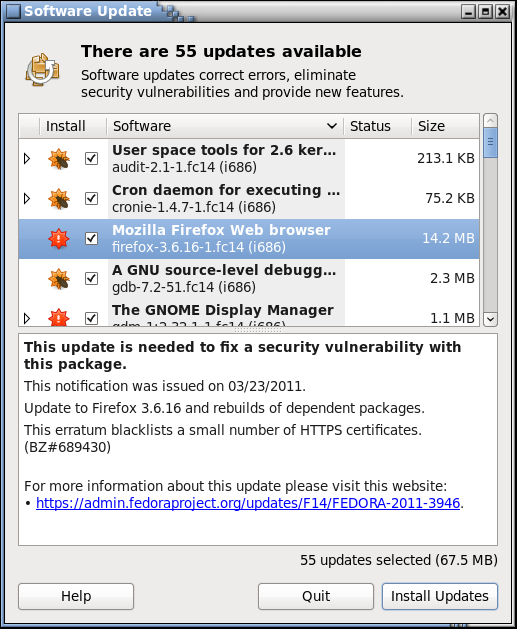 Software Update
There are 55 updates available
Software updates correct errors, eliminate
security vulnerabilities and provide new features.
Install Software Status Size
User space tools for 2.6 ker...
audit-2.1-1.fc14 (i686)
213.1 KB
Cron daemon for executing ...
cronie-1.4.7-1.fc14 (i686)
75.2 KB
Mozilla Firefox Web browser
firefox-3.6.16-1.fc14 (i686)
14.2 MB
A GNU source-level debugg...
gdb-7.2-51.fc14 (i686)
2.3 MB
The GNOME Display Manager
gdm-1:2.32.1-1.fc14 (i686)
1.1 MB
This update is needed to fix a security vulnerability with
this package.
This notification was issued on 03/23/2011.
Update to Firefox 3.6.16 and rebuilds of dependent packages.
This erratum blacklists a small number of HTTPS certificates.
(BZ#689430)
For more information about this update please visit this website:
• https://admin.fedoraproject.org/updates/F14/FEDORA-2011-3946.
55 updates selected (67.5 MB)
Help Quit Install Updates